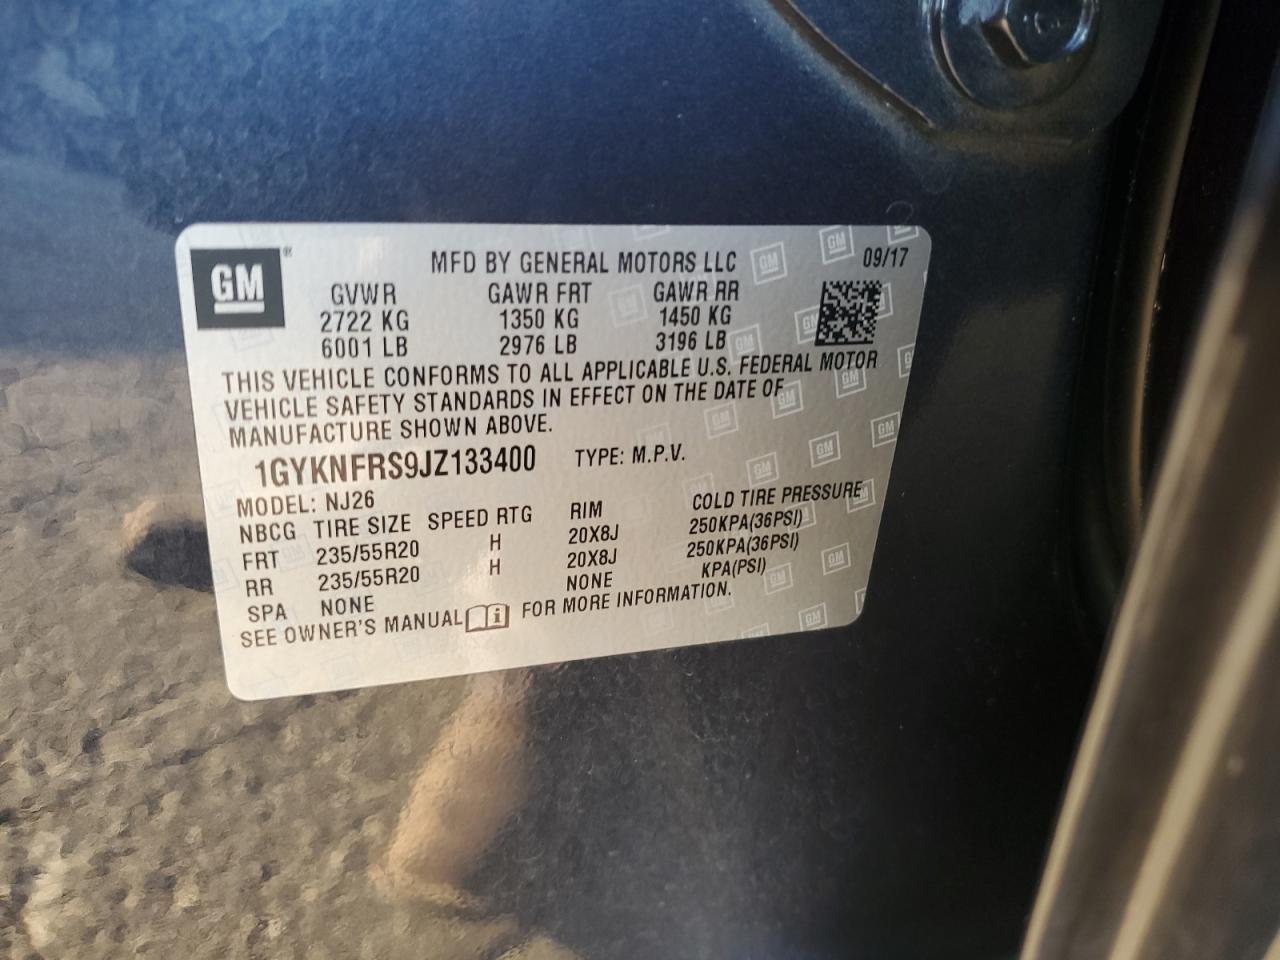 GM ® MFD BY GENERAL MOTORS LLC 09/17
GVWR GAWR FRT GAWR RR
2722 KG 1350 KG 1450 KG
6001 LB 2976 LB 3196 LB
THIS VEHICLE CONFORMS TO ALL APPLICABLE U.S. FEDERAL MOTOR
VEHICLE SAFETY STANDARDS IN EFFECT ON THE DATE OF
MANUFACTURE SHOWN ABOVE.
1GYKNFRS9JZ133400 TYPE: M.P.V.
MODEL: NJ26
NBCG TIRE SIZE SPEED RTG RIM COLD TIRE PRESSURE
FRT 235/55R20 H 20X8J 250KPA(36PSI)
RR 235/55R20 H 20X8J 250KPA(36PSI)
SPA NONE NONE KPA(PSI)
SEE OWNER'S MANUAL FOR MORE INFORMATION.